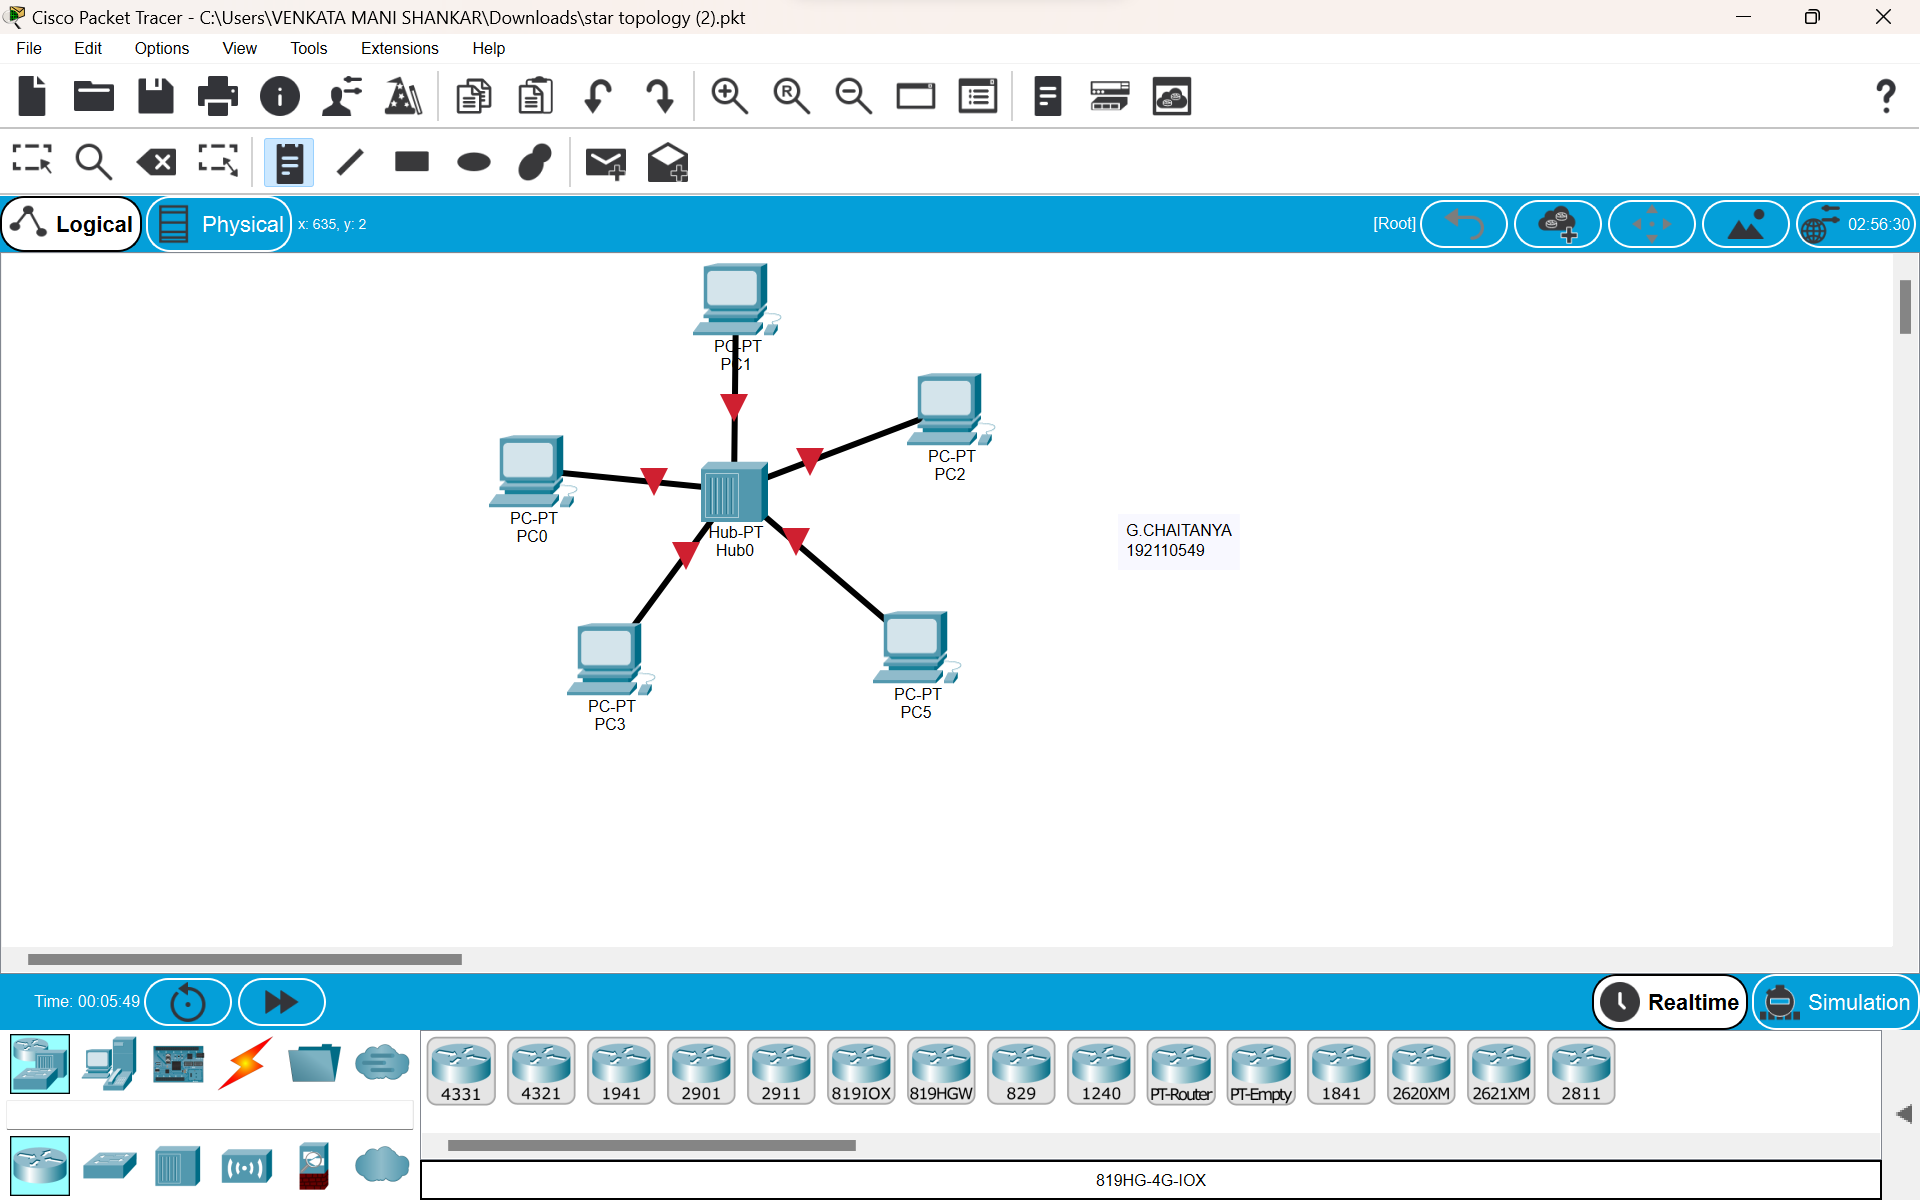 Cisco Packet Tracer - C:\Users\VENKATA MANI SHANKAR\Downloads\star topology (2).pkt
File Edit Options View Tools Extensions Help
Logical Physical x: 635, y: 2 [Root] 02:56:30
PC-PT
PC1
PC-PT
PC2
PC-PT
PC0
Hub-PT
Hub0
G.CHAITANYA
192110549
PC-PT
PC3
PC-PT
PC5
Time: 00:05:49 Realtime Simulation
4331 4321 1941 2901 2911 819IOX 819HGW 829 1240 PT-Router PT-Empty 1841 2620XM 2621XM 2811
819HG-4G-IOX